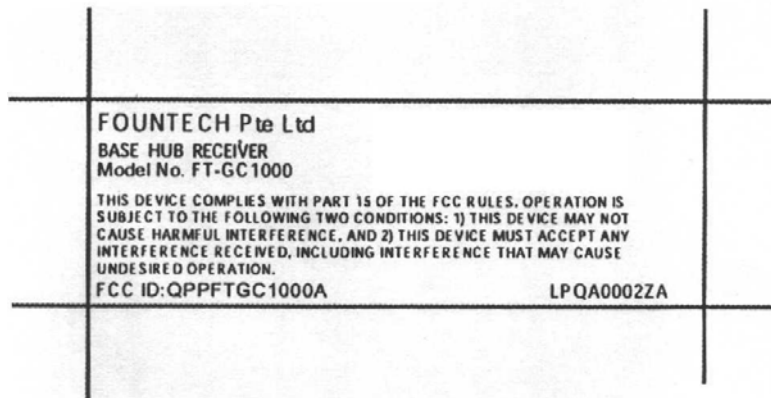 FOUNTECH Pte Ltd
BASE HUB RECEIVER
Model No. FT-GC1000
THIS DEVICE COMPLIES WITH PART 15 OF THE FCC RULES. OPERATION IS
SUBJECT TO THE FOLLOWING TWO CONDITIONS: 1) THIS DEVICE MAY NOT
CAUSE HARMFUL INTERFERENCE, AND 2) THIS DEVICE MUST ACCEPT ANY
INTERFERENCE RECEIVED, INCLUDING INTERFERENCE THAT MAY CAUSE
UNDESIRED OPERATION.
FCC ID:QPPFTGC1000A LPQA0002ZA